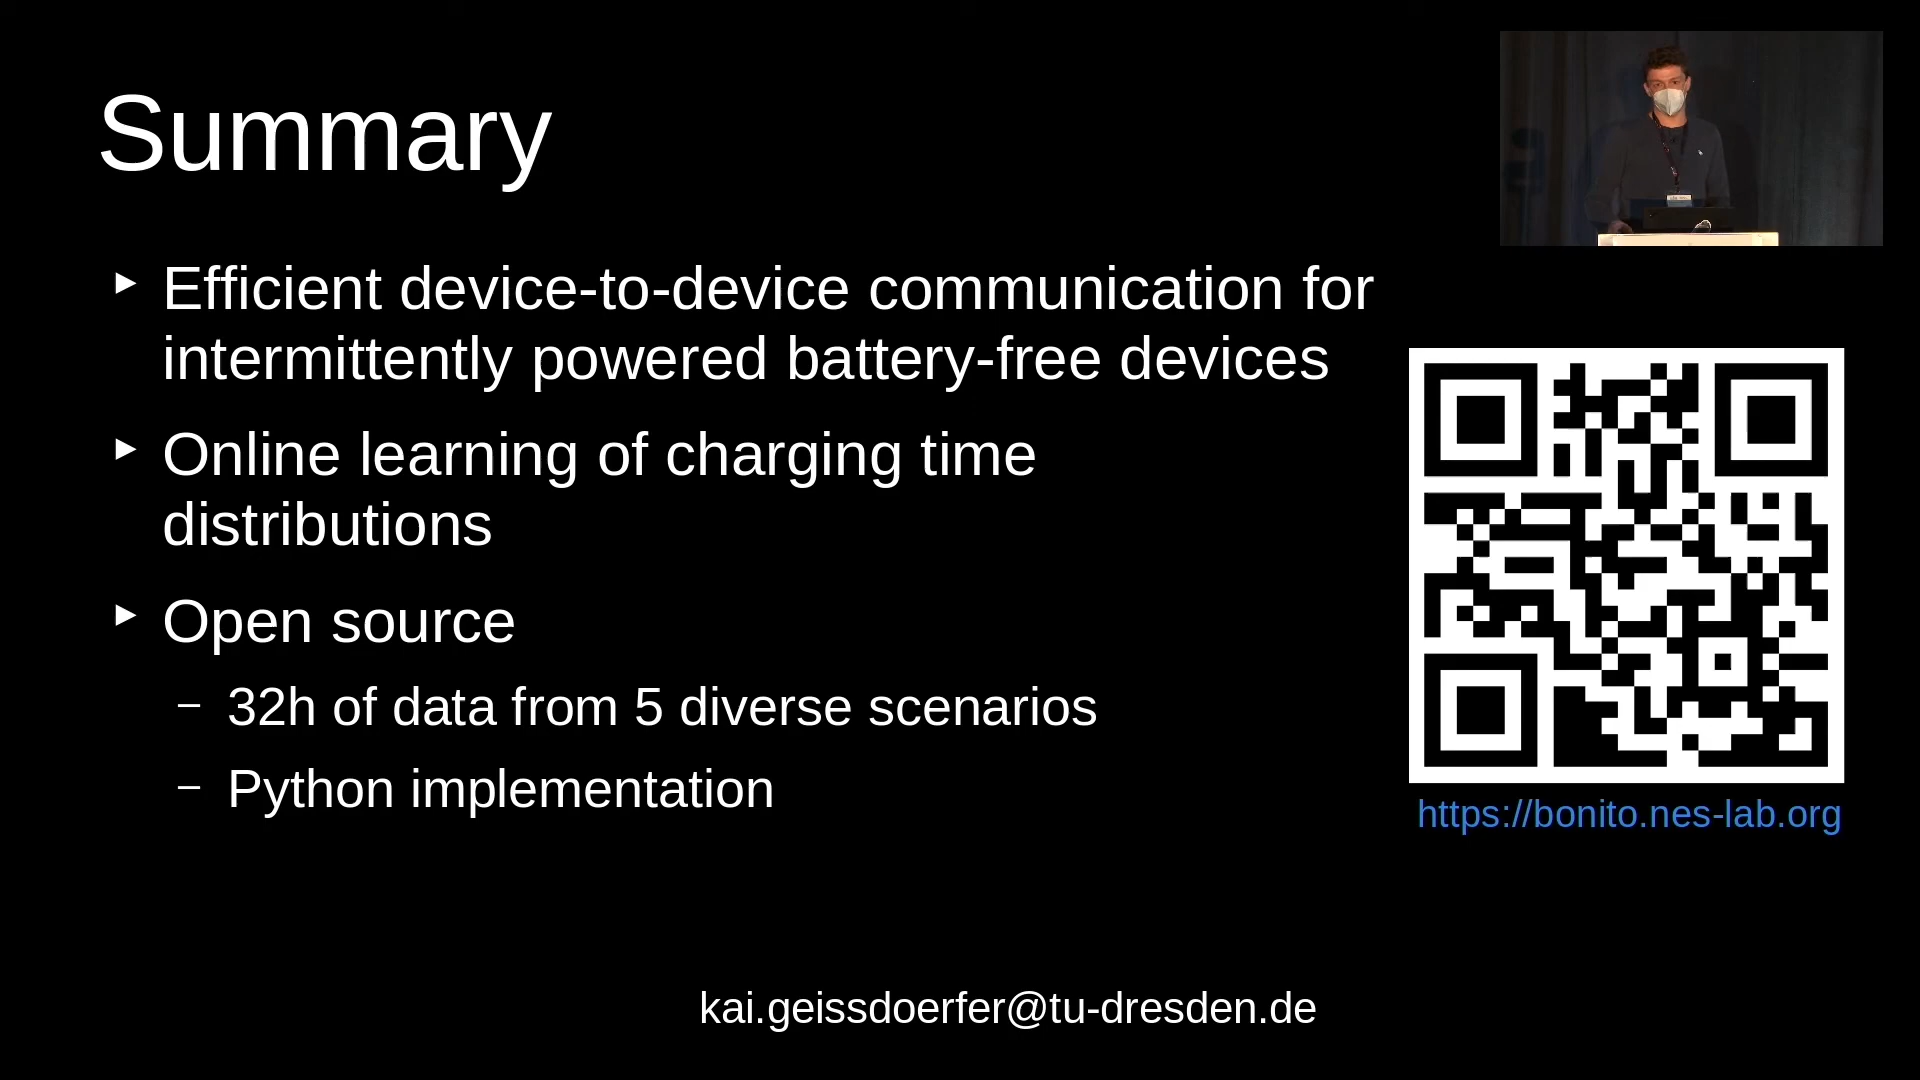 Summary
Efficient device-to-device communication for
intermittently powered battery-free devices
Online learning of charging time
distributions
Open source
– 32h of data from 5 diverse scenarios
– Python implementation
https://bonito.nes-lab.org
kai.geissdoerfer@tu-dresden.de